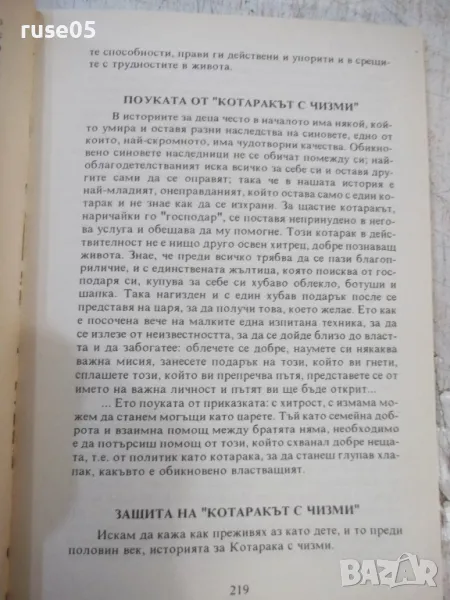 ruse05
те способности, прави ги действени и упорити и в срещи-
те с трудностите в живота.
ПОУКАТА ОТ "КОТАРАКЪТ С ЧИЗМИ"
В историите за деца често в началото има някой, кой-
то умира и оставя разни наследства на синовете, едно от
които, най-скромното, има чудотворни качества. Обикно-
вено синовете наследници не се обичат помежду си; най-
облагодетелстваният иска всичко за себе си и оставя дру-
гите сами да се оправят; така че в нашата история е
най-младият, онеправданият, който остава само с един ко-
тарак и не знае как да се изхрани. За щастие котаракът,
наричайки го "господар", се поставя непринудено в него-
ва услуга и обещава да му помогне. Този котарак в дейс-
твителност не е нищо друго освен хитрец, добре познаващ
живота. Знае, че преди всичко трябва да се пази благоп-
риличие, и с единствената жълтица, която поисква от гос-
подаря си, купува за себе си хубаво облекло, ботуши и
шапка. Така нагизден и с един хубав подарък после се
представя на царя, за да получи това, което желае. Ето как
е посочена вече на малките една изпитана техника, за да
се излезе от неизвестността, за да се дойде близо до власт-
та и да забогатее: облечете се добре, наумете си някаква
важна мисия, занесете подарък на този, който ви гнети,
сплашете този, който ви препречва пътя, представете се от
името на важна личност и пътят ви ще бъде открит...
... Ето поуката от приказката: с хитрост, с измама мо-
жем да станем могъщи като царете. Тъй като семейна доб-
рота и взаимна помощ между братята няма, необходимо
е да потърсиш помощ от този, който схванал добре неща-
та, т.е. от политик като котарака, за да станеш глупав хла-
пак, какъвто е обикновено властващият.
ЗАЩИТА НА "КОТАРАКЪТ С ЧИЗМИ"
Искам да кажа как преживях аз като дете, и то преди
половин век, историята за Котарака с чизми.
219
BAZAR